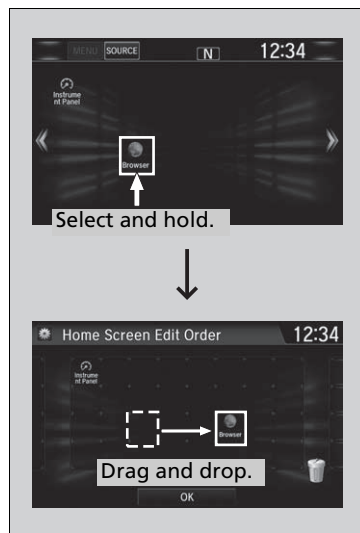 MENU SOURCE N 12:34
Instrume
nt Panel
Browser
Select and hold.
Home Screen Edit Order 12:34
Instrume
nt Panel
Browser
Drag and drop.
OK